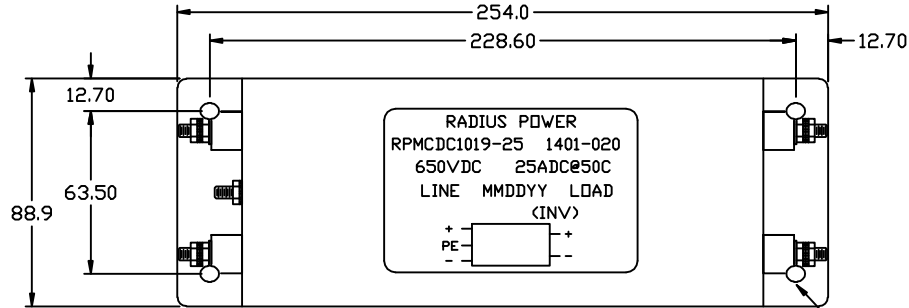 254.0
228.60
12.70
12.70
63.50
88.9
RADIUS POWER
RPMCDC1019-25 1401-020
650VDC 25ADC@50C
LINE MMDDYY LOAD
(INV)
+ +
PE
- -